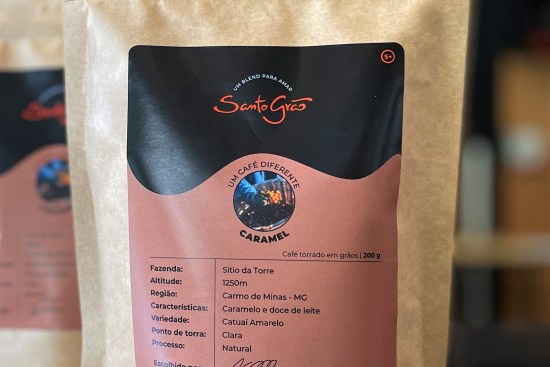 UM BLEND PARA AMAR
Santo Grão
S+
UM CAFÉ DIFERENTE
CARAMEL
Café torrado em grãos | 200 g
Fazenda: Sítio da Torre
Altitude: 1250m
Região: Carmo de Minas - MG
Características: Caramelo e doce de leite
Variedade: Catuaí Amarelo
Ponto de torra: Clara
Processo: Natural
Escolhido